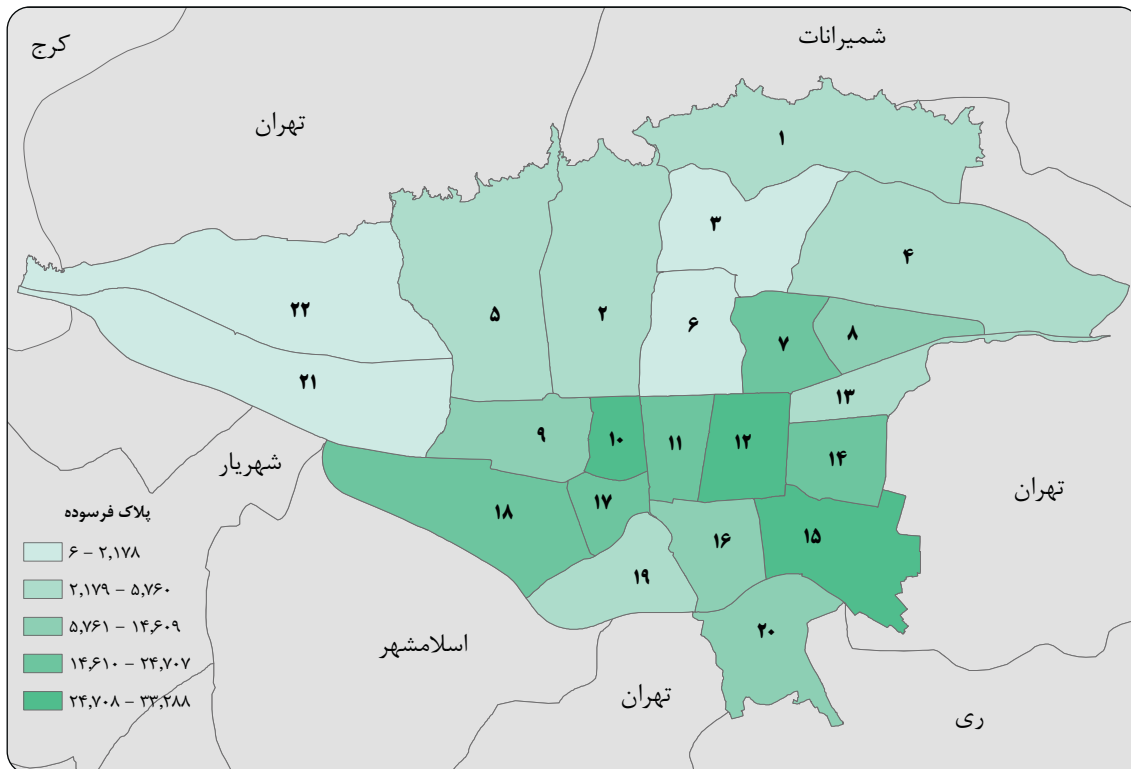 کرج
شمیرانات
تهران
۱
۳
۴
۲۲
۵
۲
۶
۷
۸
۲۱
۱۳
۹
۱۰
۱۱
۱۲
۱۴
شهریار
تهران
۱۸
۱۷
۱۶
۱۵
۱۹
۲۰
اسلامشهر
تهران
ری
پلاک فرسوده
۶ – ۲,۱۷۸
۲,۱۷۹ – ۵,۷۶۰
۵,۷۶۱ – ۱۴,۶۰۹
۱۴,۶۱۰ – ۲۴,۷۰۷
۲۴,۷۰۸ – ۳۳,۲۸۸